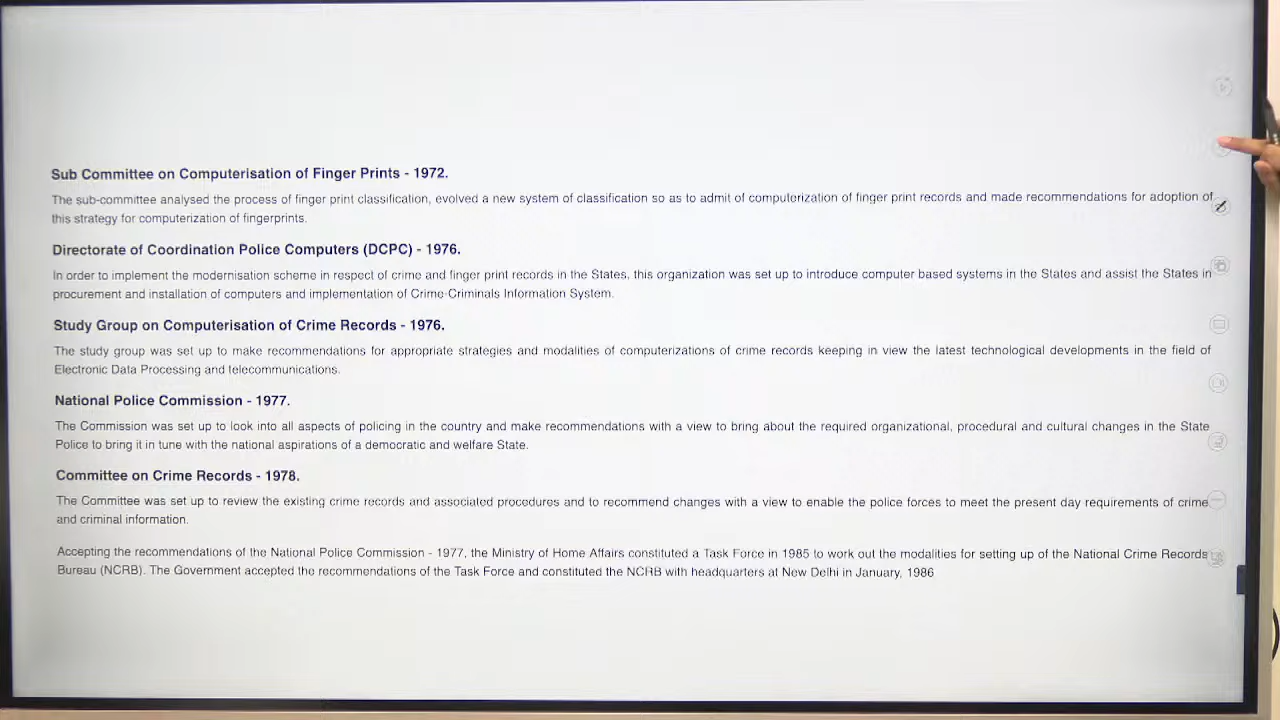 Sub Committee on Computerisation of Finger Prints - 1972.
The sub-committee analysed the process of finger print classification, evolved a new system of classification so as to admit of computerization of finger print records and made recommendations for adoption of
this strategy for computerization of fingerprints.
Directorate of Coordination Police Computers (DCPC) - 1976.
In order to implement the modernisation scheme in respect of crime and finger print records in the States, this organization was set up to introduce computer based systems in the States and assist the States in
procurement and installation of computers and implementation of Crime-Criminals Information System.
Study Group on Computerisation of Crime Records - 1976.
The study group was set up to make recommendations for appropriate strategies and modalities of computerizations of crime records keeping in view the latest technological developments in the field of
Electronic Data Processing and telecommunications.
National Police Commission - 1977.
The Commission was set up to look into all aspects of policing in the country and make recommendations with a view to bring about the required organizational, procedural and cultural changes in the State
Police to bring it in tune with the national aspirations of a democratic and welfare State.
Committee on Crime Records - 1978.
The Committee was set up to review the existing crime records and associated procedures and to recommend changes with a view to enable the police forces to meet the present day requirements of crime
and criminal information.
Accepting the recommendations of the National Police Commission - 1977, the Ministry of Home Affairs constituted a Task Force in 1985 to work out the modalities for setting up of the National Crime Records
Bureau (NCRB). The Government accepted the recommendations of the Task Force and constituted the NCRB with headquarters at New Delhi in January, 1986